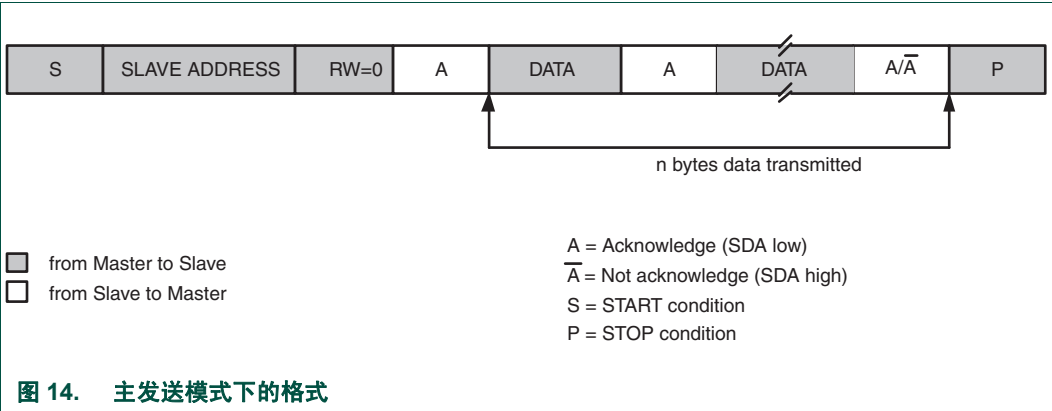 S SLAVE ADDRESS RW=0 A DATA A DATA A/A̅ P
n bytes data transmitted
from Master to Slave
from Slave to Master
A = Acknowledge (SDA low)
A̅ = Not acknowledge (SDA high)
S = START condition
P = STOP condition
图 14. 主发送模式下的格式